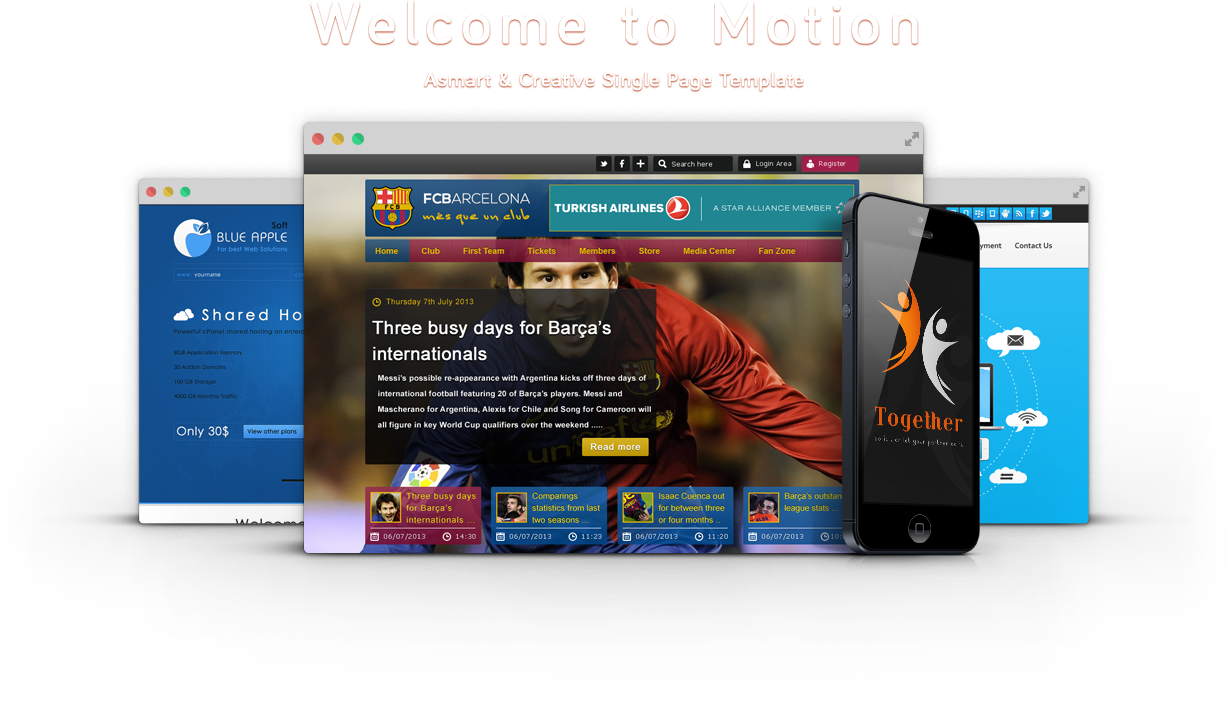 Welcome to Motion
Asmart & Creative Single Page Template
Search here
Login Area
Register
FCB
FCBARCELONA
més que un club
TURKISH AIRLINES
A STAR ALLIANCE MEMBER
Home
Club
First Team
Tickets
Members
Store
Media Center
Fan Zone
Thursday 7th July 2013
Three busy days for Barça's
internationals
Messi's possible re-appearance with Argentina kicks off three days of
international football featuring 20 of Barça's players. Messi and
Mascherano for Argentina, Alexis for Chile and Song for Cameroon will
all figure in key World Cup qualifiers over the weekend .....
Read more
Three busy days
for Barça's
internationals ...
06/07/2013
14:30
Comparings
statistics from last
two seasons ...
06/07/2013
11:23
Isaac Cuenca out
for between three
or four months ..
06/07/2013
11:20
Barça's outstan
league stats ...
06/07/2013
10:
Soft
BLUE APPLE
For best Web Solutions
www.
yourname
Shared Ho
Powerful cPanel shared hosting on enterp
8GB Application Memory
30 Addon Domains
100 GB Storage
4000 GB Monthly Traffic
Only 30$
View other plans
Welcome
yment
Contact Us
Together